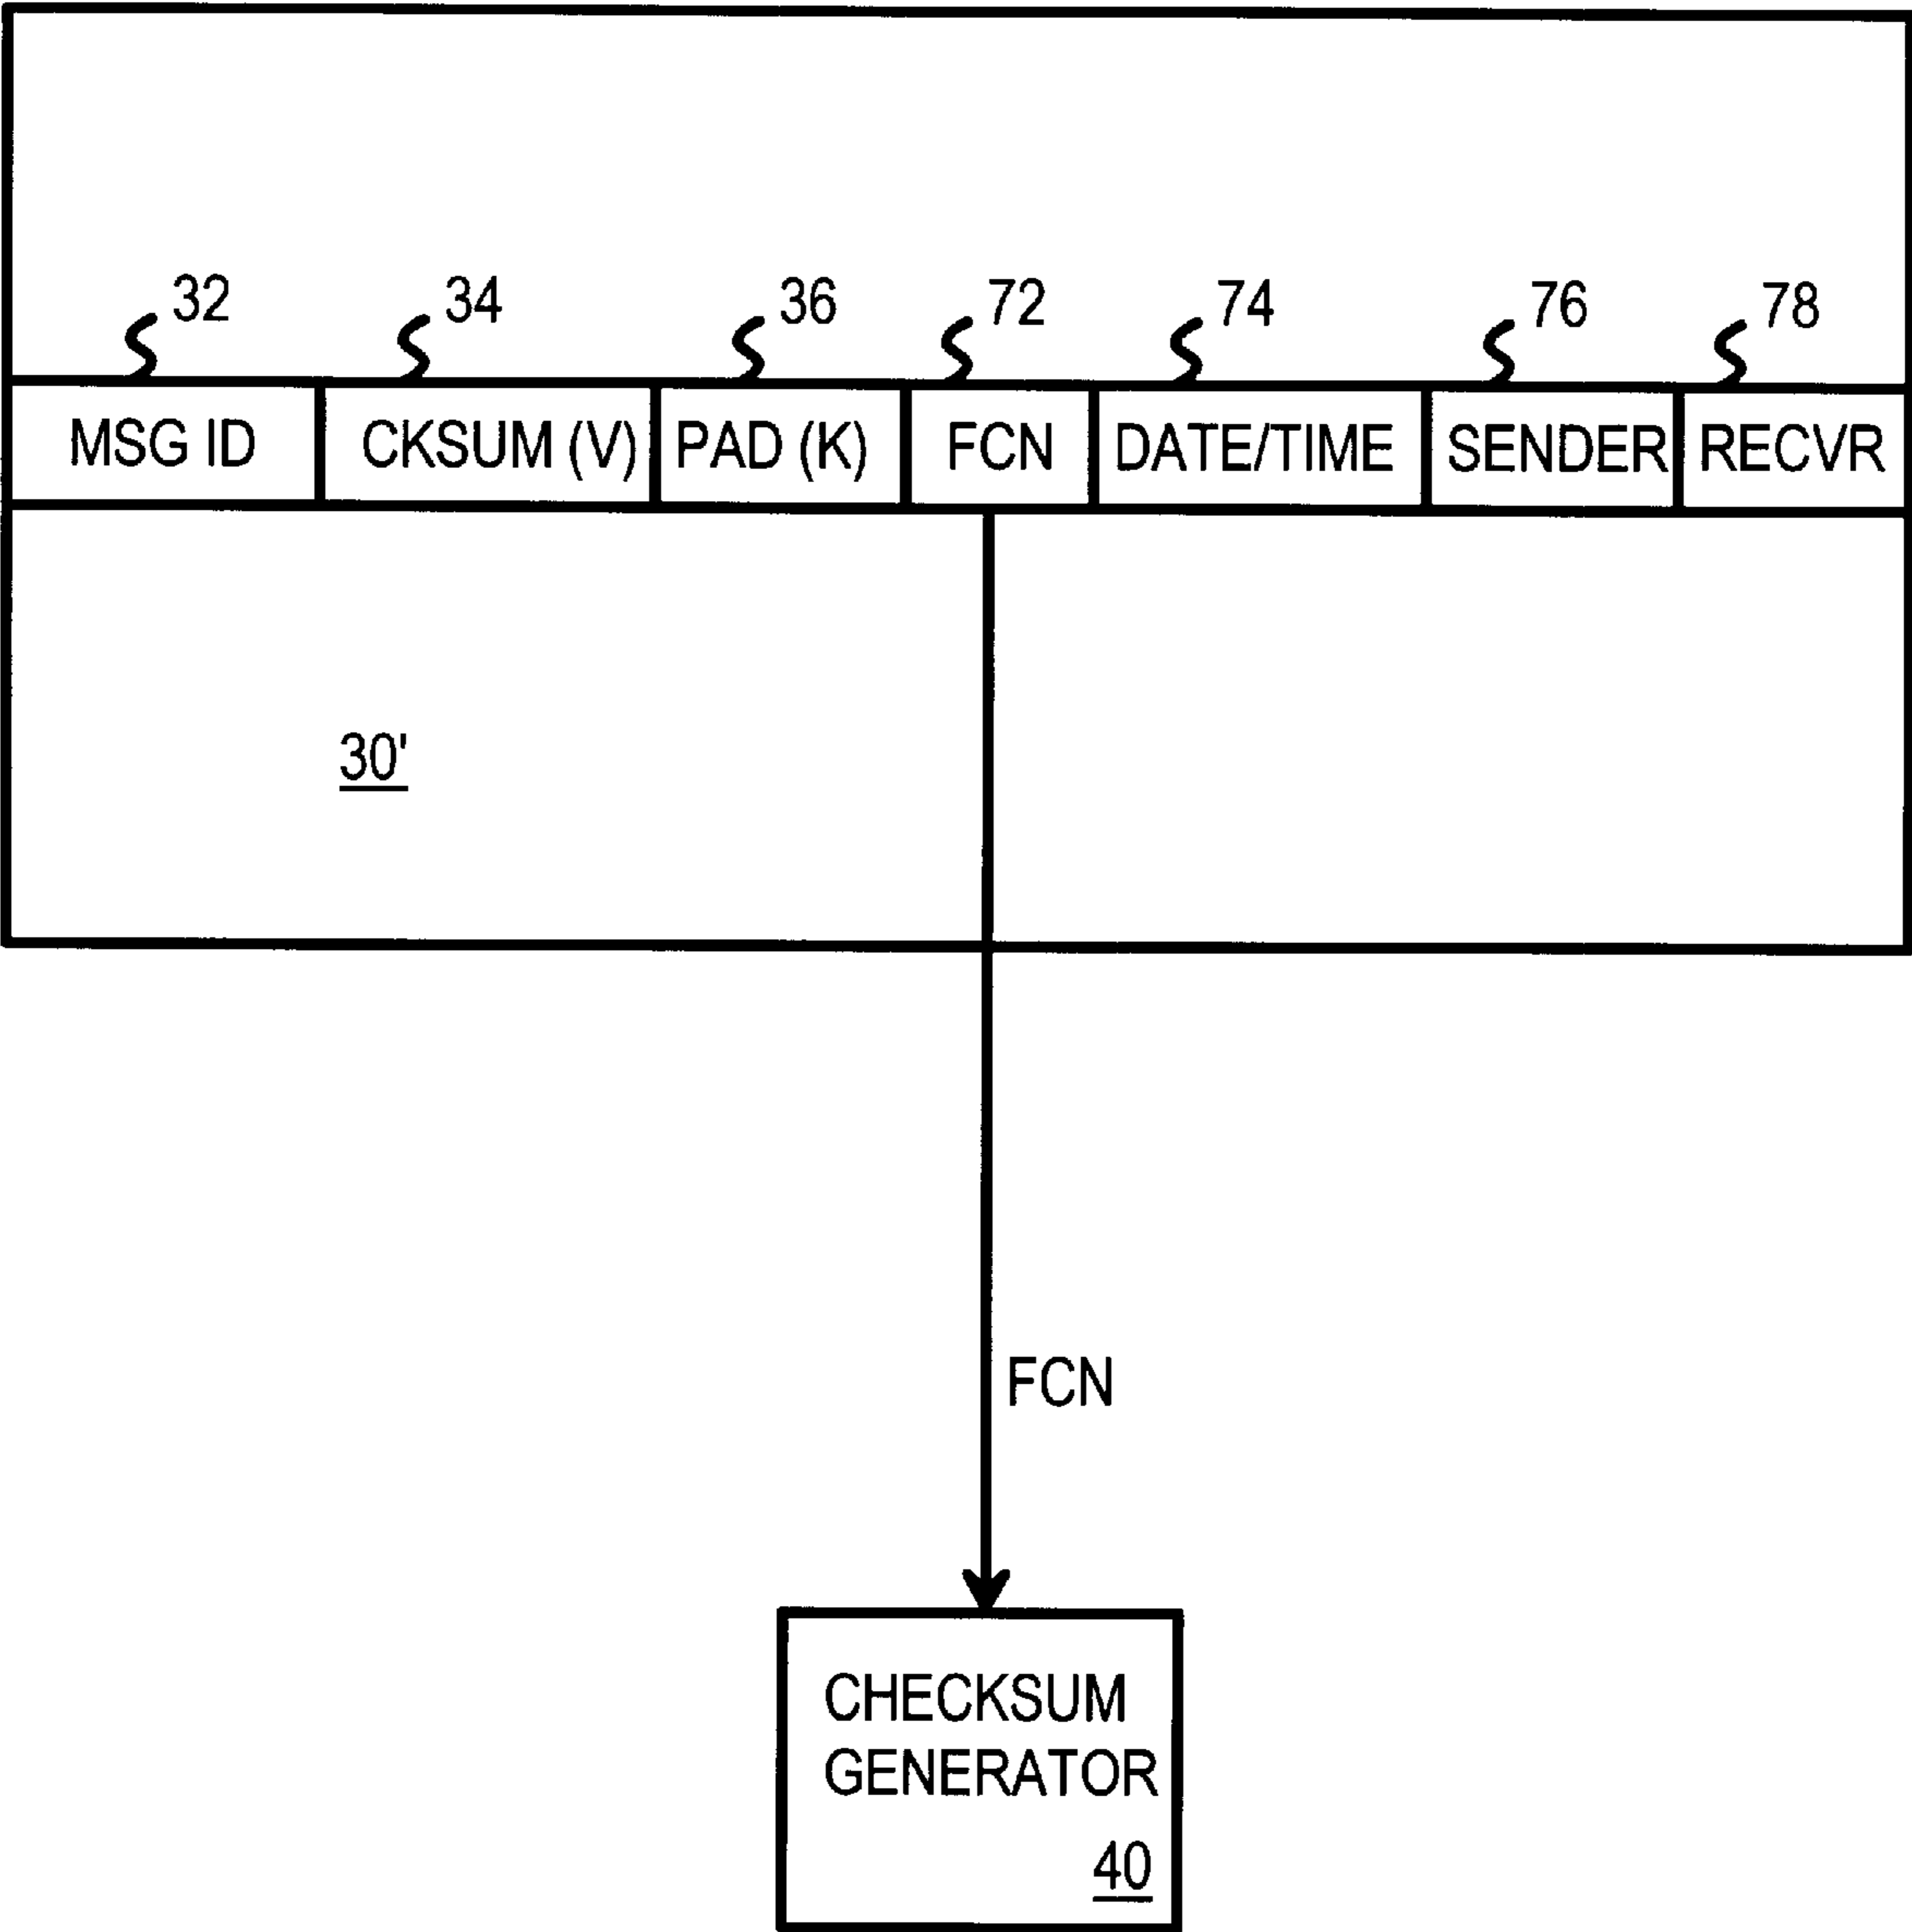 32 34 36 72 74 76 78
MSG ID CKSUM (V) PAD (K) FCN DATE/TIME SENDER RECVR
30'
FCN
CHECKSUM
GENERATOR
40